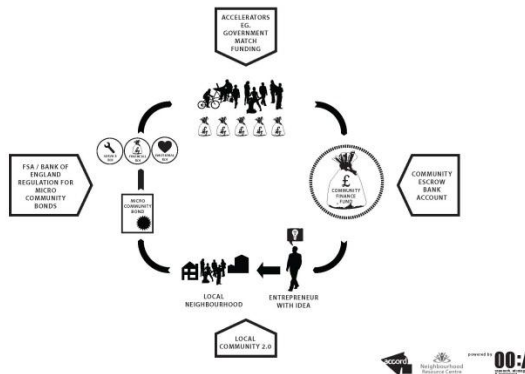 ACCELERATORS
EG.
GOVERNMENT
MATCH
FUNDING
FSA / BANK OF
ENGLAND
REGULATION FOR
MICRO
COMMUNITY
BONDS
MICRO
COMMUNITY
BOND
£
COMMUNITY
FINANCE
FUND
COMMUNITY
ESCROW
BANK
ACCOUNT
LOCAL
NEIGHBOURHOOD
ENTREPRENEUR
WITH IDEA
LOCAL
COMMUNITY 2.0
accord
Neighbourhood
Resource Centre
powered by
00:/